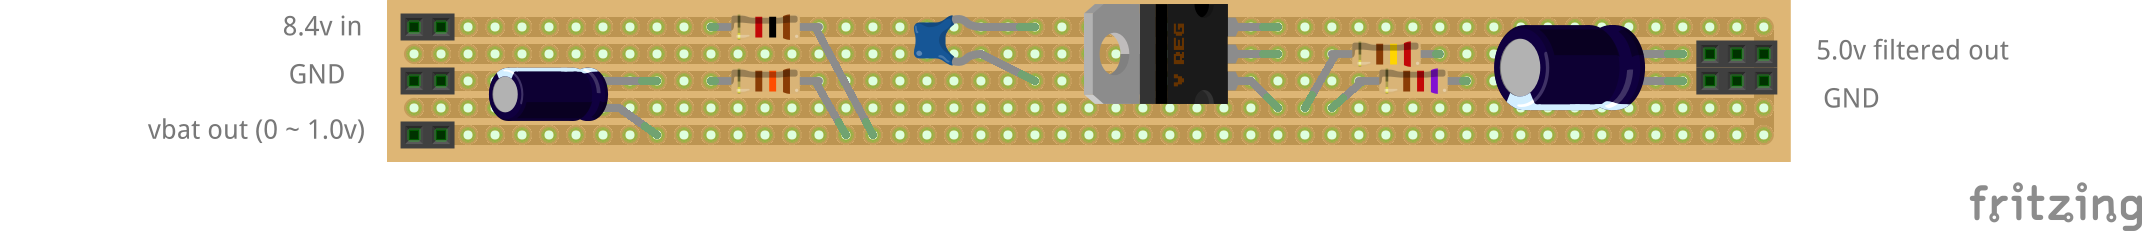 8.4v in
GND
vbat out (0 ~ 1.0v)
V REG
5.0v filtered out
GND
fritzing